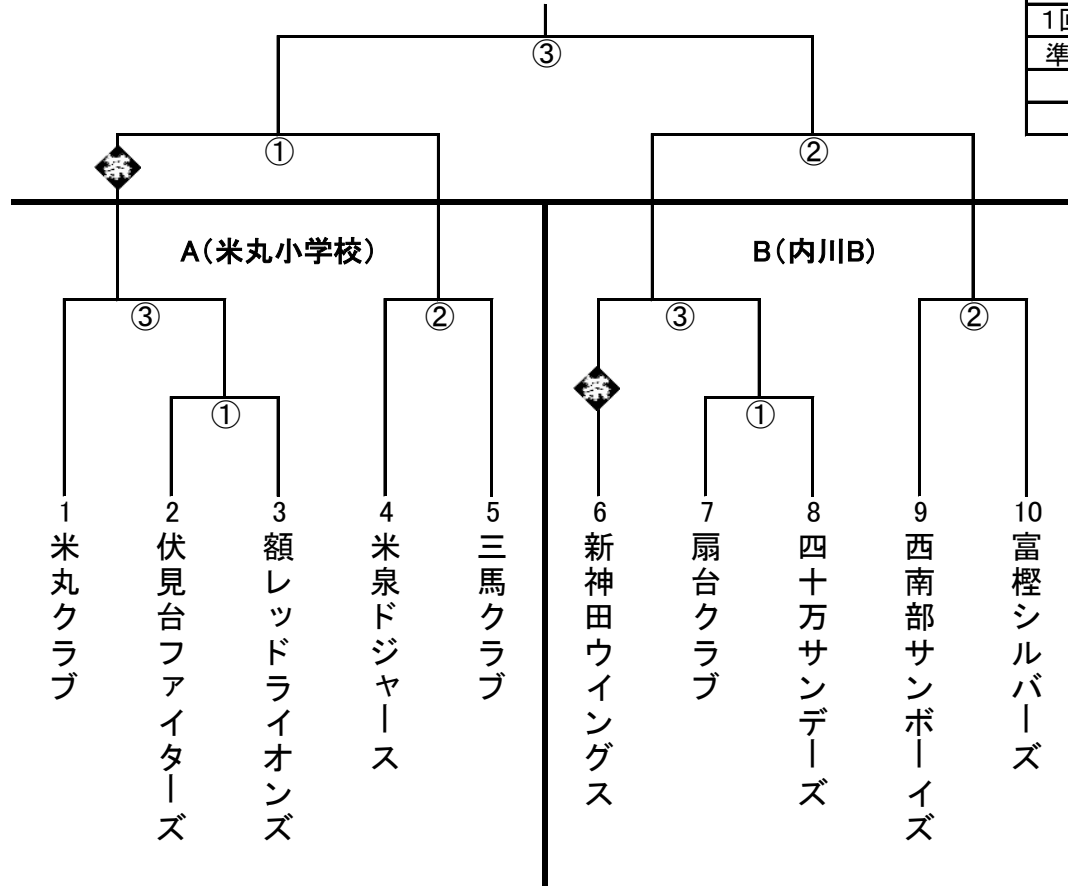 1回
準
③
①
②
A(米丸小学校)
B(内川B)
③
②
③
②
①
①
1
2
3
4
5
6
7
8
9
10
米丸クラブ
伏見台ファイターズ
額レッドライオンズ
米泉ドジャース
三馬クラブ
新神田ウイングス
扇台クラブ
四十万サンデーズ
西南部サンボーイズ
富樫シルバーズ